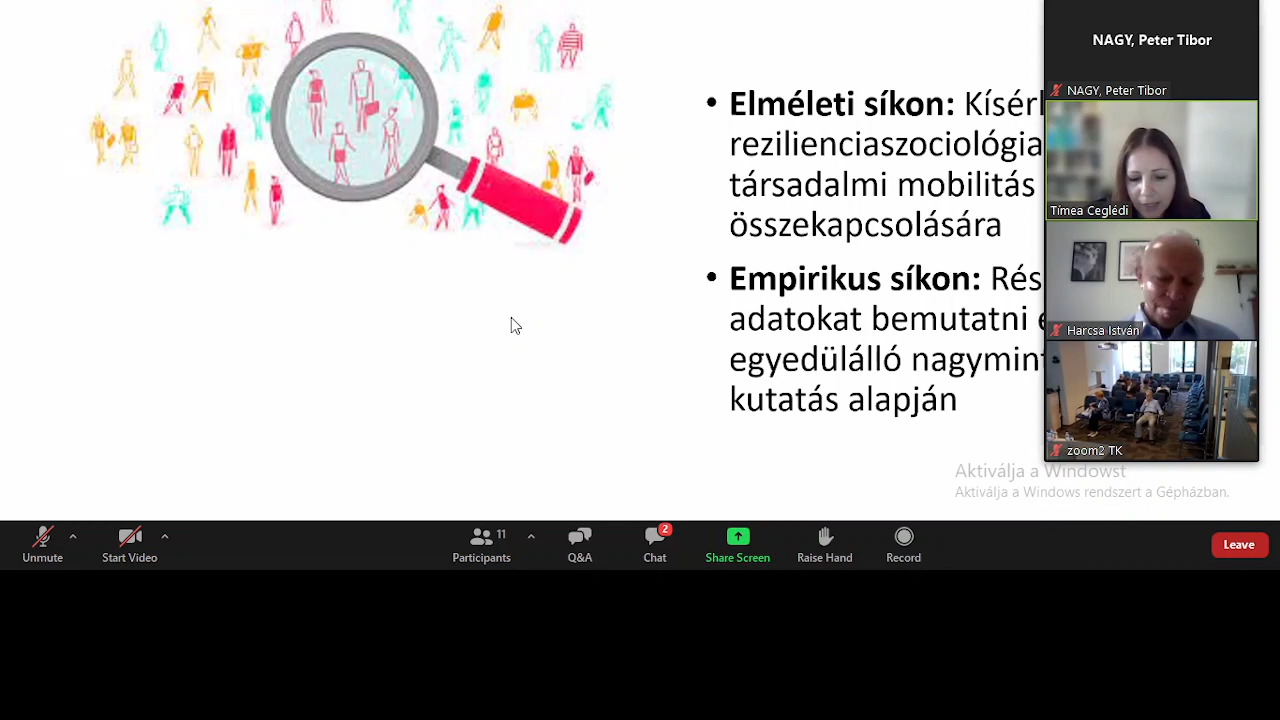 • Elméleti síkon: Kísérl
rezilienciaszociológia
társadalmi mobilitás
összekapcsolására
• Empirikus síkon: Rés
adatokat bemutatni
egyedülálló nagymint
kutatás alapján
NAGY, Peter Tibor
NAGY, Peter Tibor
Tímea Ceglédi
Harcsa István
zoom2 TK
Aktiválja a Windowst
Aktiválja a Windows rendszert a Gépházban.
Unmute
Start Video
11
Participants
Q&A
2
Chat
Share Screen
Raise Hand
Record
Leave